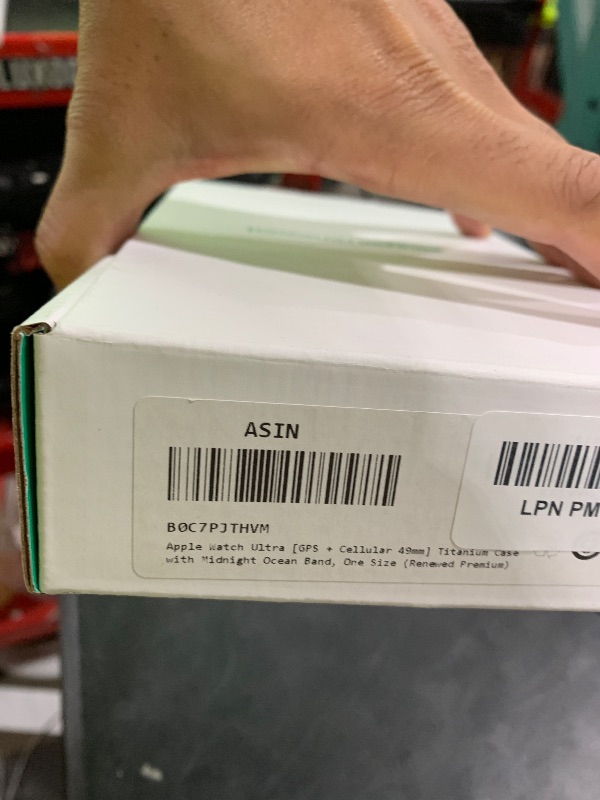 ASIN
B0C7PJTHVM
Apple Watch Ultra [GPS + Cellular 49mm] Titanium Case
with Midnight Ocean Band, One Size (Renewed Premium)
LPN PM